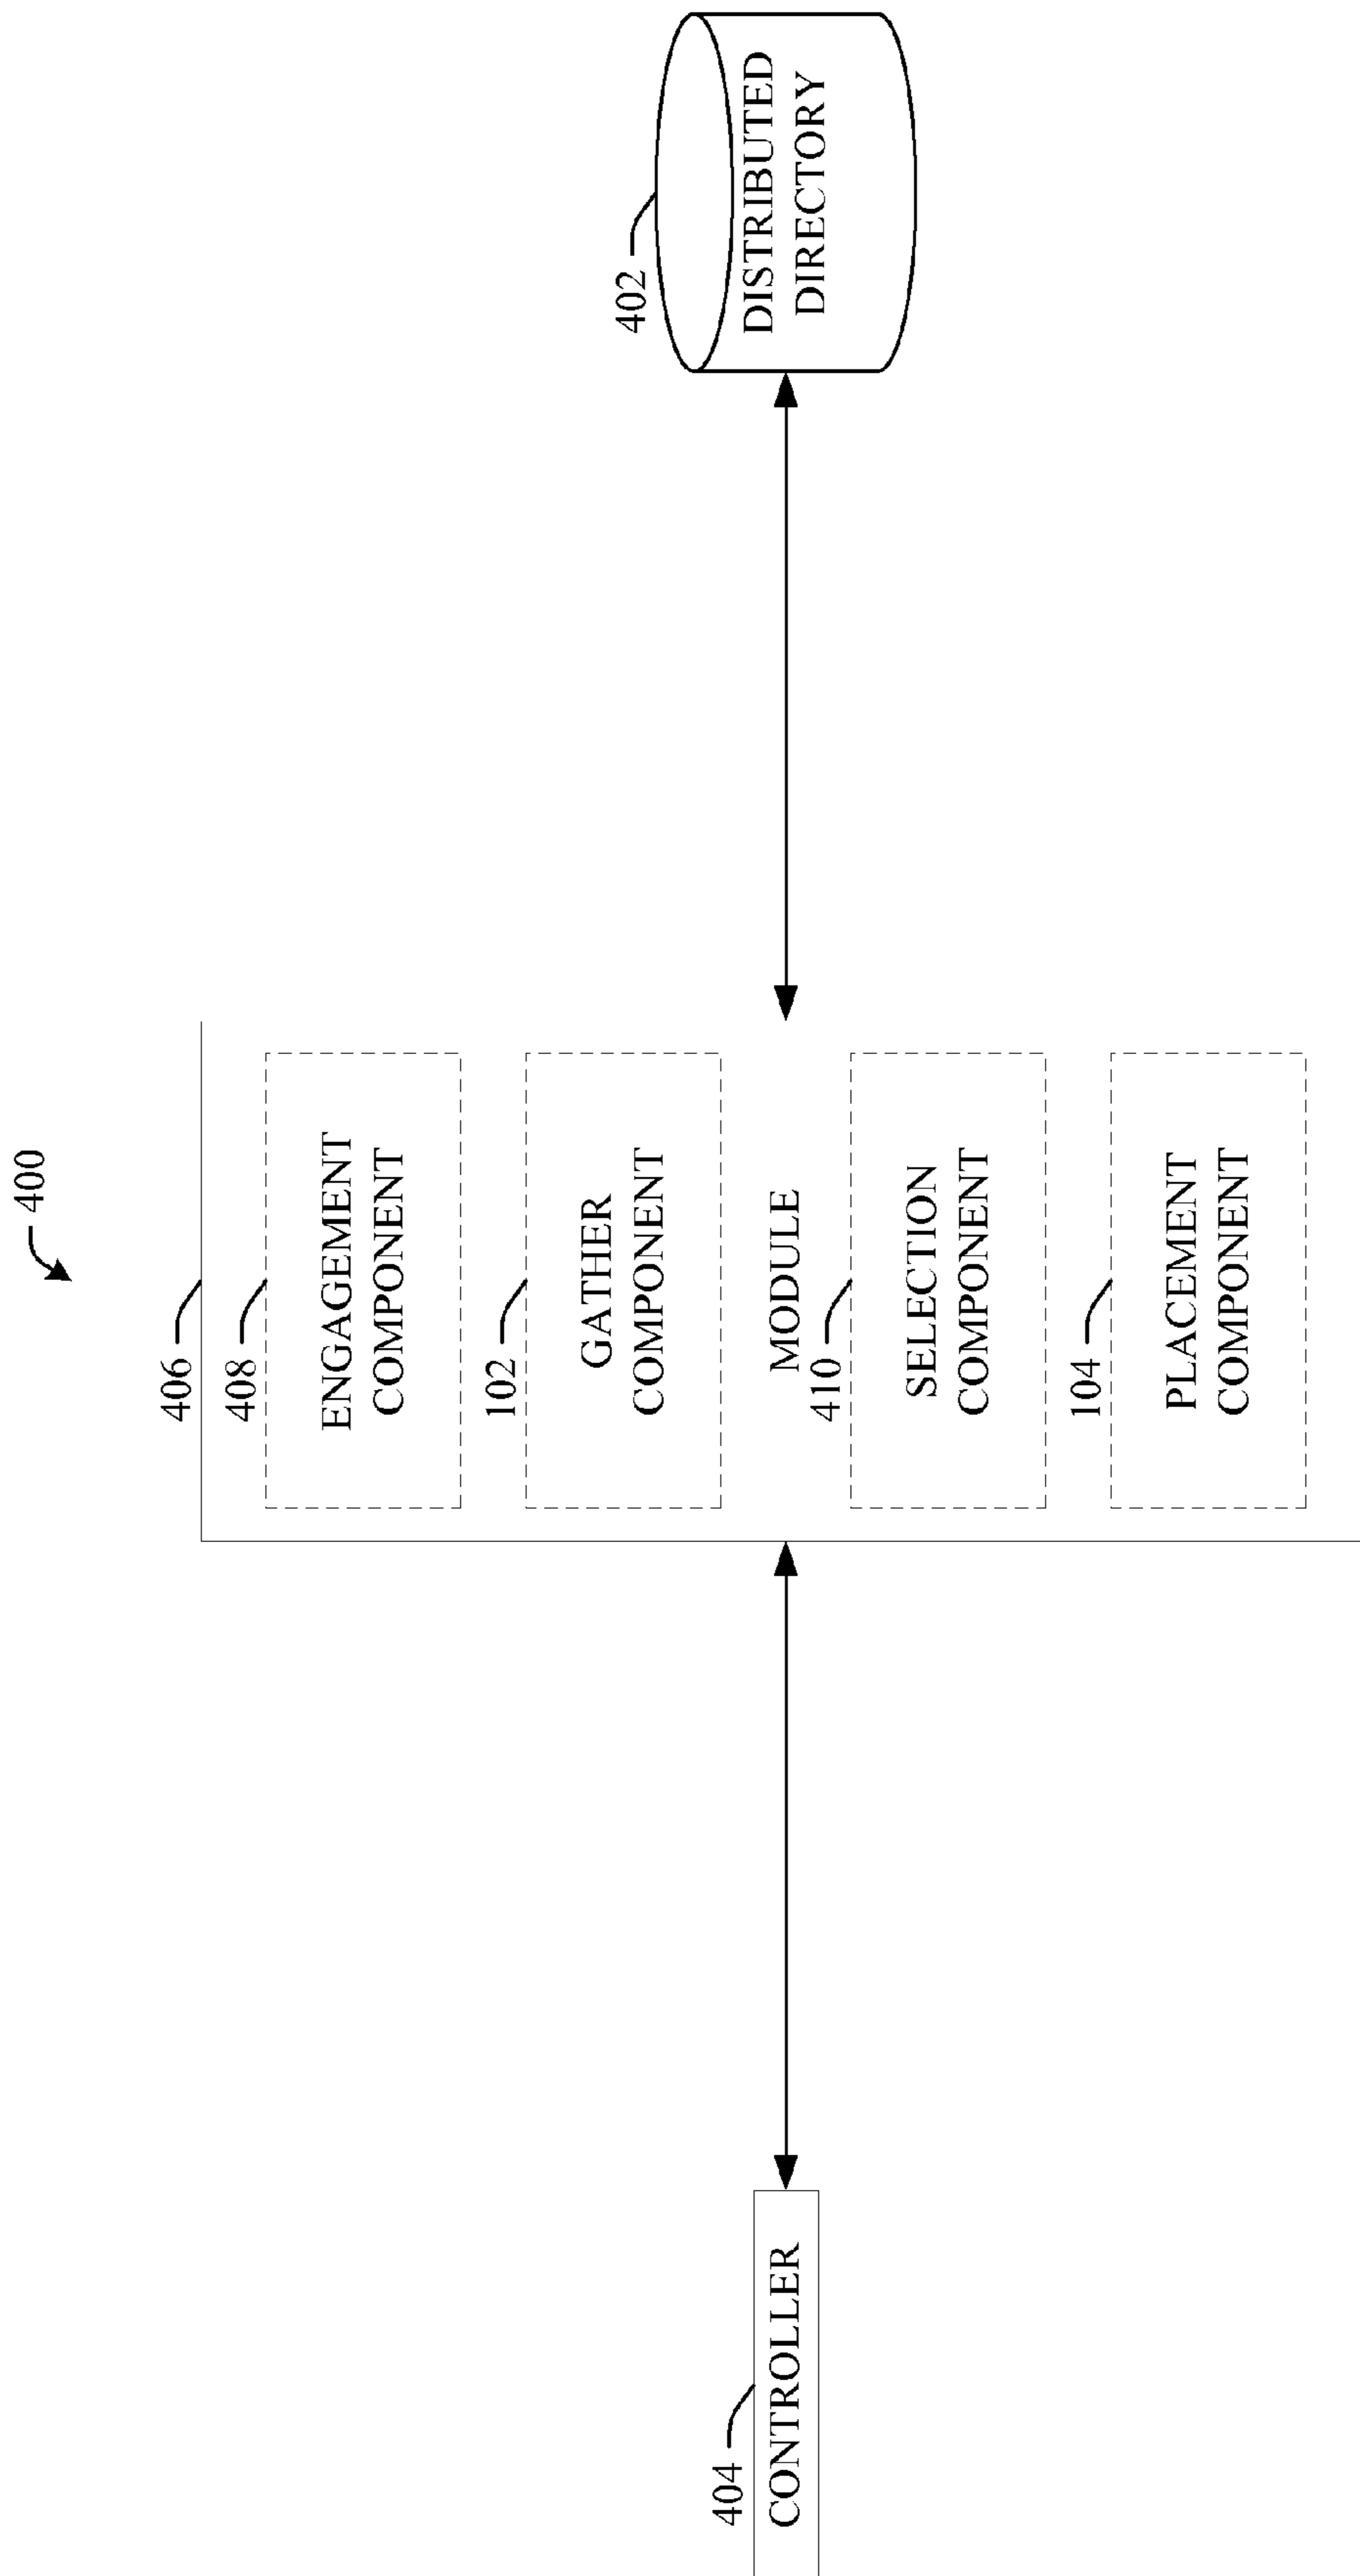 400
404
CONTROLLER
406
408
ENGAGEMENT
COMPONENT
102
GATHER
COMPONENT
MODULE
410
SELECTION
COMPONENT
104
PLACEMENT
COMPONENT
402
DISTRIBUTED
DIRECTORY